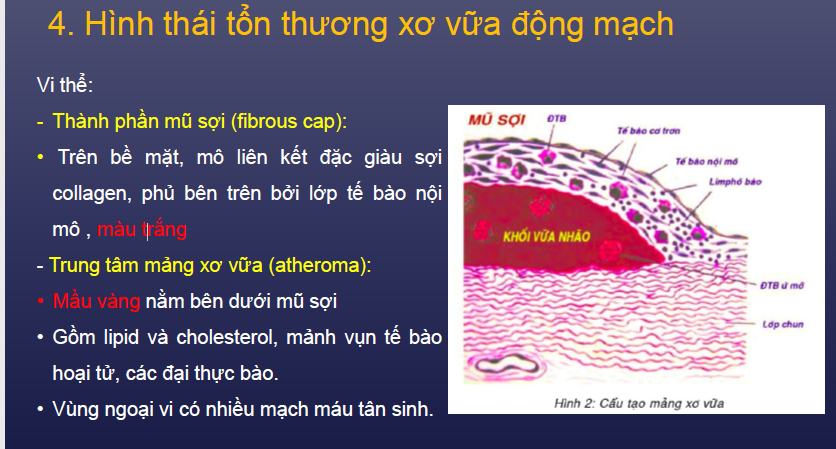 4. Hình thái tổn thương xơ vữa động mạch
Vi thể:
- Thành phần mũ sợi (fibrous cap):
• Trên bề mặt, mô liên kết đặc giàu sợi
collagen, phủ bên trên bởi lớp tế bào nội
mô , màu trắng
- Trung tâm mảng xơ vữa (atheroma):
• Mầu vàng nằm bên dưới mũ sợi
• Gồm lipid và cholesterol, mảnh vụn tế bào
hoại tử, các đại thực bào.
• Vùng ngoại vi có nhiều mạch máu tân sinh.
MŨ SỢI
ĐTB
Tế bào cơ trơn
Tế bào nội mô
Limphô bào
KHỐI VỮA NHÃO
ĐTB ứ mỡ
Lớp chun
Hình 2: Cấu tạo mảng xơ vữa